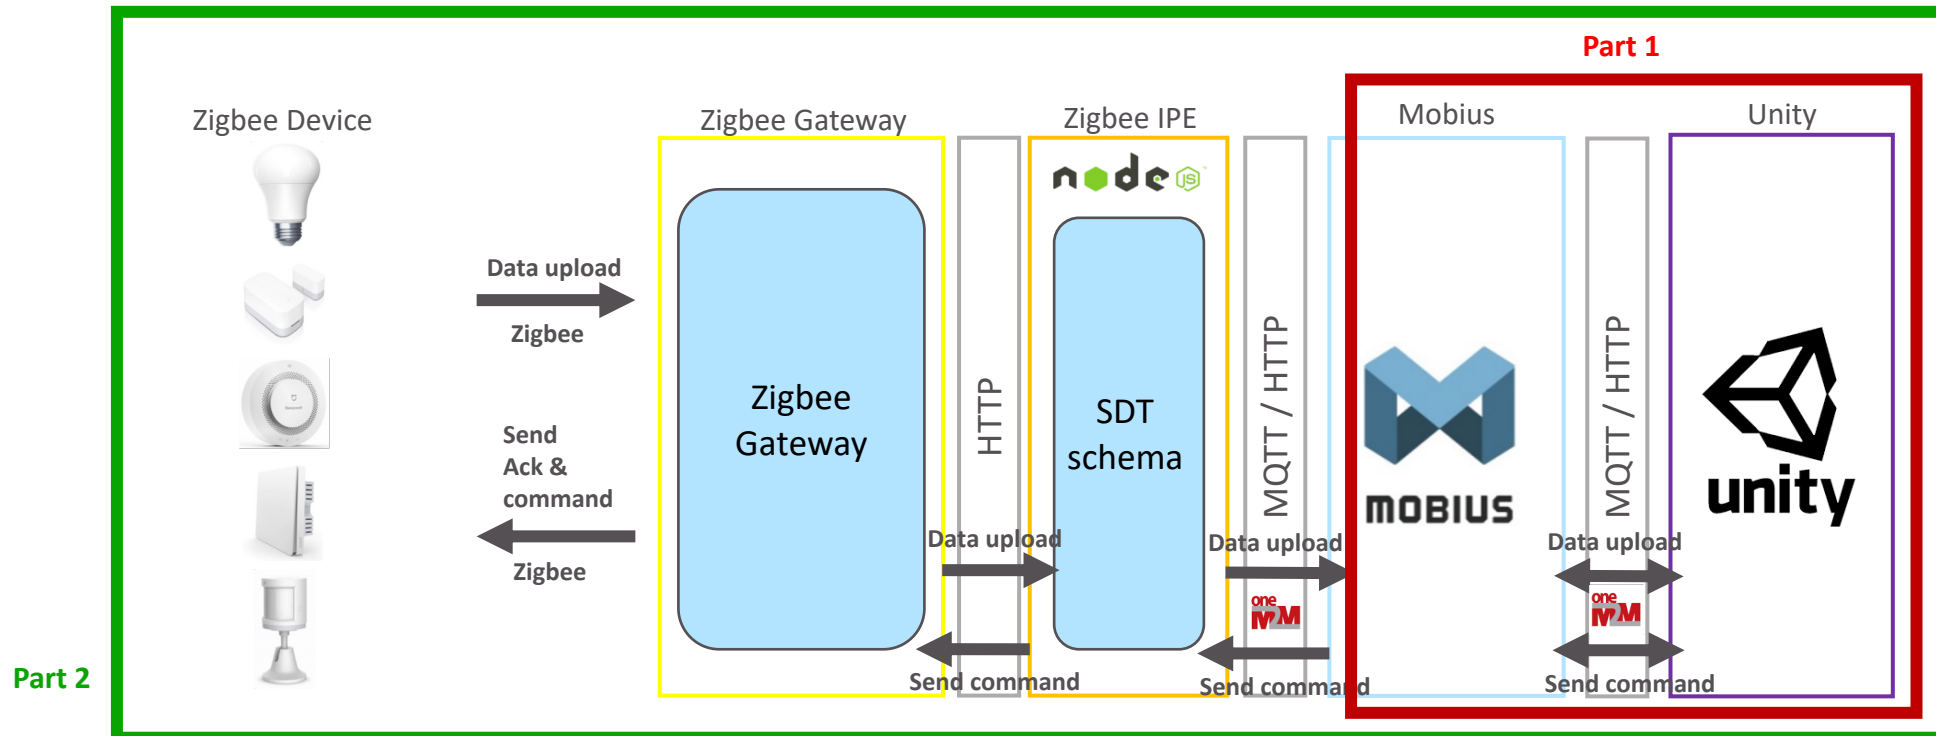 Part 1
Zigbee Device
Zigbee Gateway
Zigbee IPE
Mobius
Unity
node
JS
Data upload
Zigbee
Send
Ack &
command
Zigbee
Zigbee
Gateway
HTTP
SDT
schema
MQTT / HTTP
MOBIUS
MQTT / HTTP
unity
Data upload
Data upload
Data upload
one
M2M
one
M2M
Send command
Send command
Send command
Part 2